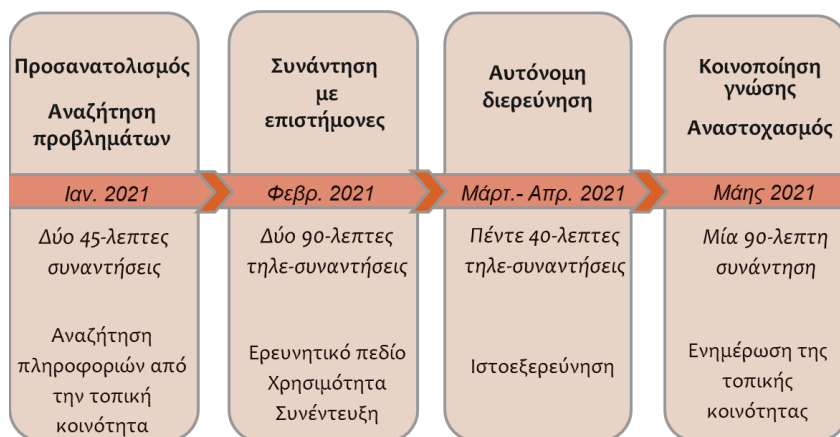 Προσανατολισμός
Αναζήτηση
προβλημάτων
Ιαν. 2021
Δύο 45-λεπτες
συναντήσεις
Αναζήτηση
πληροφοριών από
την τοπική
κοινότητα
Συνάντηση
με
επιστήμονες
Φεβρ. 2021
Δύο 90-λεπτες
τηλε-συναντήσεις
Ερευνητικό πεδίο
Χρησιμότητα
Συνέντευξη
Αυτόνομη
διερεύνηση
Μάρτ.- Απρ. 2021
Πέντε 40-λεπτες
τηλε-συναντήσεις
Ιστοεξερεύνηση
Κοινοποίηση
γνώσης
Αναστοχασμός
Μάης 2021
Μία 90-λεπτη
συνάντηση
Ενημέρωση της
τοπικής
κοινότητας